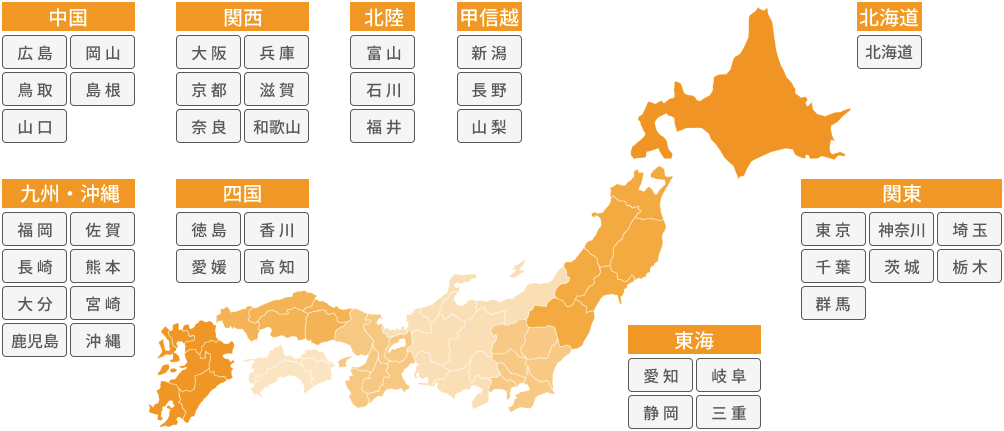 中国
広島 岡山
鳥取 島根
山口
関西
大阪 兵庫
京都 滋賀
奈良 和歌山
北陸
富山
石川
福井
甲信越
新潟
長野
山梨
北海道
北海道
九州・沖縄
福岡 佐賀
長崎 熊本
大分 宮崎
鹿児島 沖縄
四国
徳島 香川
愛媛 高知
関東
東京 神奈川 埼玉
千葉 茨城 栃木
群馬
東海
愛知 岐阜
静岡 三重